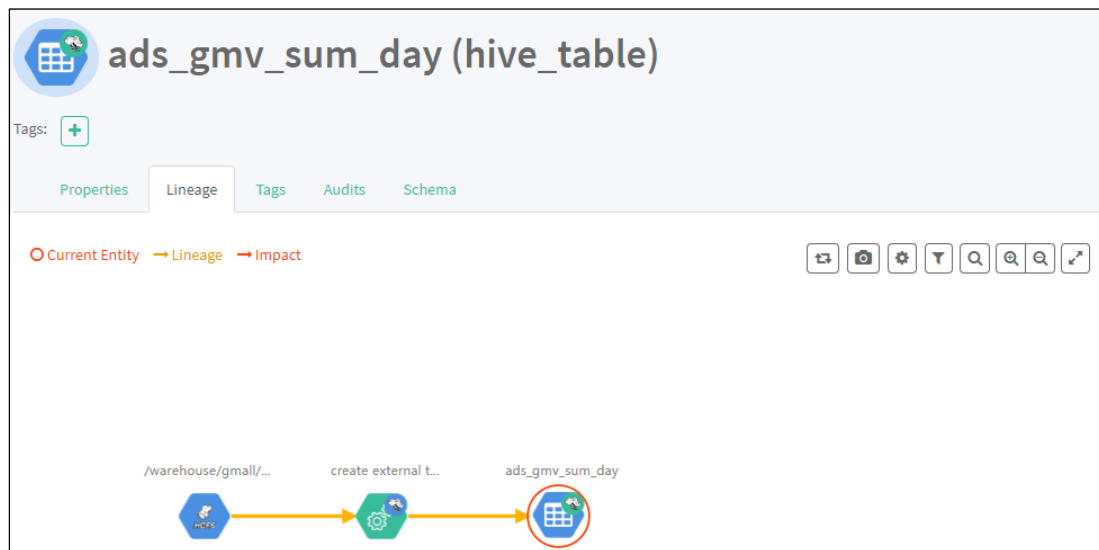 ads_gmv_sum_day (hive_table)
Tags:
Properties Lineage Tags Audits Schema
Current Entity Lineage Impact
/warehouse/gmall/... create external t... ads_gmv_sum_day
HDFS